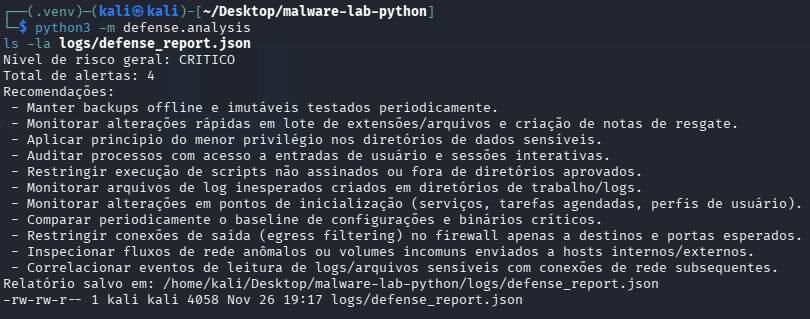 ┌──(.venv)─(kali㉿kali)-[~/Desktop/malware-lab-python]
└─$ python3 -m defense.analysis
ls -la logs/defense_report.json
Nível de risco geral: CRITICO
Total de alertas: 4
Recomendações:
- Manter backups offline e imutáveis testados periodicamente.
- Monitorar alterações rápidas em lote de extensões/arquivos e criação de notas de resgate.
- Aplicar princípio do menor privilégio nos diretórios de dados sensíveis.
- Auditar processos com acesso a entradas de usuário e sessões interativas.
- Restringir execução de scripts não assinados ou fora de diretórios aprovados.
- Monitorar arquivos de log inesperados criados em diretórios de trabalho/logs.
- Monitorar alterações em pontos de inicialização (serviços, tarefas agendadas, perfis de usuário).
- Comparar periodicamente o baseline de configurações e binários críticos.
- Restringir conexões de saída (egress filtering) no firewall apenas a destinos e portas esperados.
- Inspecionar fluxos de rede anômalos ou volumes incomuns enviados a hosts internos/externos.
- Correlacionar eventos de leitura de logs/arquivos sensíveis com conexões de rede subsequentes.
Relatório salvo em: /home/kali/Desktop/malware-lab-python/logs/defense_report.json
-rw-rw-r-- 1 kali kali 4058 Nov 26 19:17 logs/defense_report.json